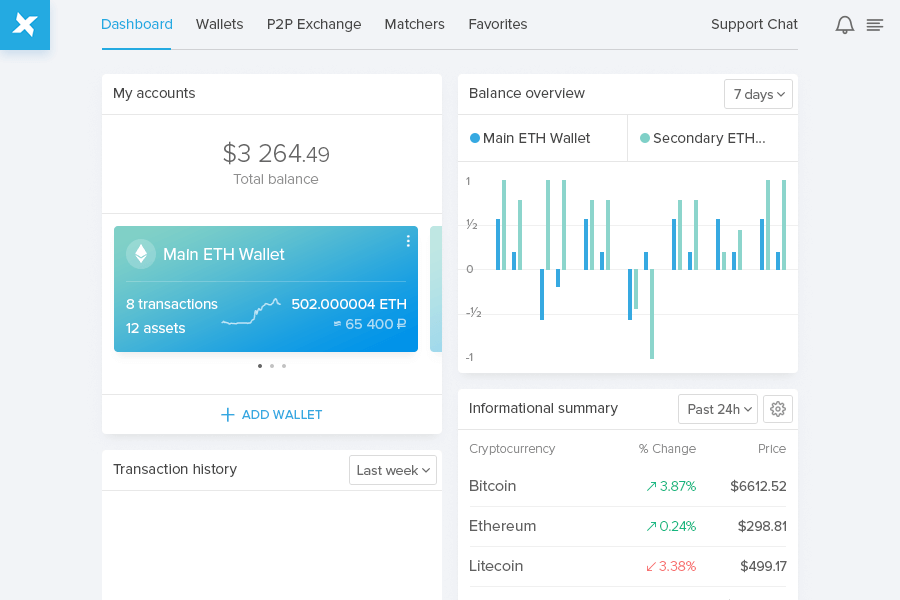 Dashboard Wallets P2P Exchange Matchers Favorites Support Chat
My accounts
$3 264.49
Total balance
Main ETH Wallet
8 transactions 502.000004 ETH
12 assets ≈ 65 400 ₽
ADD WALLET
Transaction history Last week
Balance overview 7 days
Main ETH Wallet Secondary ETH...
1
½
0
-½
-1
Informational summary Past 24h
Cryptocurrency % Change Price
Bitcoin 3.87% $6612.52
Ethereum 0.24% $298.81
Litecoin 3.38% $499.17